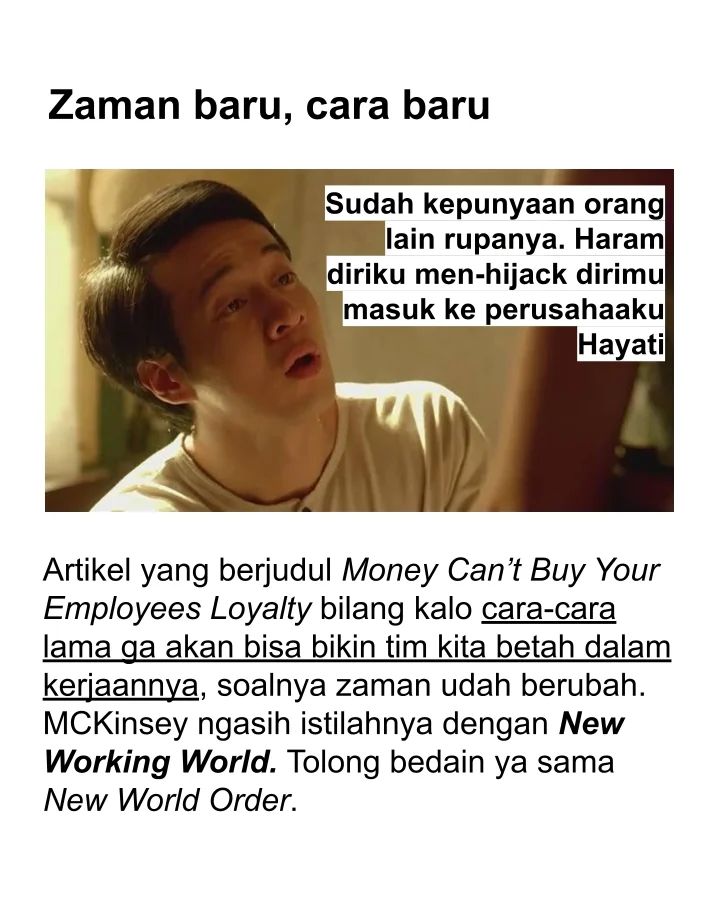 Zaman baru, cara baru
Sudah kepunyaan orang
lain rupanya. Haram
diriku men-hijack dirimu
masuk ke perusahaaku
Hayati
Artikel yang berjudul Money Can’t Buy Your
Employees Loyalty bilang kalo cara-cara
lama ga akan bisa bikin tim kita betah dalam
kerjaannya, soalnya zaman udah berubah.
MCKinsey ngasih istilahnya dengan New
Working World. Tolong bedain ya sama
New World Order.